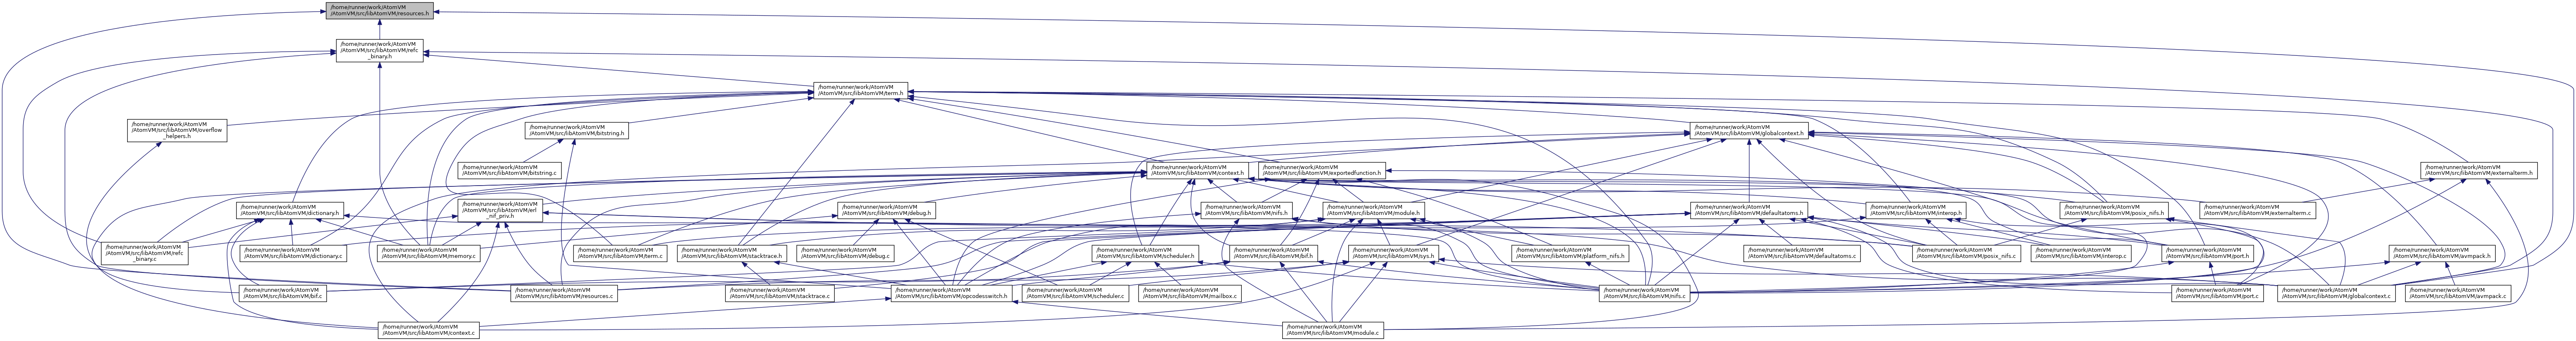 /home/runner/work/AtomVM
/AtomVM/src/libAtomVM/resources.h
/home/runner/work/AtomVM
/AtomVM/src/libAtomVM/refc
_binary.h
/home/runner/work/AtomVM
/AtomVM/src/libAtomVM/term.h
/home/runner/work/AtomVM
/AtomVM/src/libAtomVM/overflow
_helpers.h
/home/runner/work/AtomVM
/AtomVM/src/libAtomVM/bitstring.h
/home/runner/work/AtomVM
/AtomVM/src/libAtomVM/globalcontext.h
/home/runner/work/AtomVM
/AtomVM/src/libAtomVM/bitstring.c
/home/runner/work/AtomVM
/AtomVM/src/libAtomVM/context.h
/home/runner/work/AtomVM
/AtomVM/src/libAtomVM/exportedfunction.h
/home/runner/work/AtomVM
/AtomVM/src/libAtomVM/externalterm.h
/home/runner/work/AtomVM
/AtomVM/src/libAtomVM/dictionary.h
/home/runner/work/AtomVM
/AtomVM/src/libAtomVM/erl
_nif_priv.h
/home/runner/work/AtomVM
/AtomVM/src/libAtomVM/debug.h
/home/runner/work/AtomVM
/AtomVM/src/libAtomVM/nifs.h
/home/runner/work/AtomVM
/AtomVM/src/libAtomVM/module.h
/home/runner/work/AtomVM
/AtomVM/src/libAtomVM/defaultatoms.h
/home/runner/work/AtomVM
/AtomVM/src/libAtomVM/interop.h
/home/runner/work/AtomVM
/AtomVM/src/libAtomVM/posix_nifs.h
/home/runner/work/AtomVM
/AtomVM/src/libAtomVM/externalterm.c
/home/runner/work/AtomVM
/AtomVM/src/libAtomVM/refc
_binary.c
/home/runner/work/AtomVM
/AtomVM/src/libAtomVM/dictionary.c
/home/runner/work/AtomVM
/AtomVM/src/libAtomVM/memory.c
/home/runner/work/AtomVM
/AtomVM/src/libAtomVM/term.c
/home/runner/work/AtomVM
/AtomVM/src/libAtomVM/stacktrace.h
/home/runner/work/AtomVM
/AtomVM/src/libAtomVM/debug.c
/home/runner/work/AtomVM
/AtomVM/src/libAtomVM/scheduler.h
/home/runner/work/AtomVM
/AtomVM/src/libAtomVM/bif.h
/home/runner/work/AtomVM
/AtomVM/src/libAtomVM/sys.h
/home/runner/work/AtomVM
/AtomVM/src/libAtomVM/platform_nifs.h
/home/runner/work/AtomVM
/AtomVM/src/libAtomVM/defaultatoms.c
/home/runner/work/AtomVM
/AtomVM/src/libAtomVM/posix_nifs.c
/home/runner/work/AtomVM
/AtomVM/src/libAtomVM/interop.c
/home/runner/work/AtomVM
/AtomVM/src/libAtomVM/port.h
/home/runner/work/AtomVM
/AtomVM/src/libAtomVM/avmpack.h
/home/runner/work/AtomVM
/AtomVM/src/libAtomVM/bif.c
/home/runner/work/AtomVM
/AtomVM/src/libAtomVM/resources.c
/home/runner/work/AtomVM
/AtomVM/src/libAtomVM/stacktrace.c
/home/runner/work/AtomVM
/AtomVM/src/libAtomVM/opcodesswitch.h
/home/runner/work/AtomVM
/AtomVM/src/libAtomVM/scheduler.c
/home/runner/work/AtomVM
/AtomVM/src/libAtomVM/mailbox.c
/home/runner/work/AtomVM
/AtomVM/src/libAtomVM/nifs.c
/home/runner/work/AtomVM
/AtomVM/src/libAtomVM/port.c
/home/runner/work/AtomVM
/AtomVM/src/libAtomVM/globalcontext.c
/home/runner/work/AtomVM
/AtomVM/src/libAtomVM/avmpack.c
/home/runner/work/AtomVM
/AtomVM/src/libAtomVM/context.c
/home/runner/work/AtomVM
/AtomVM/src/libAtomVM/module.c